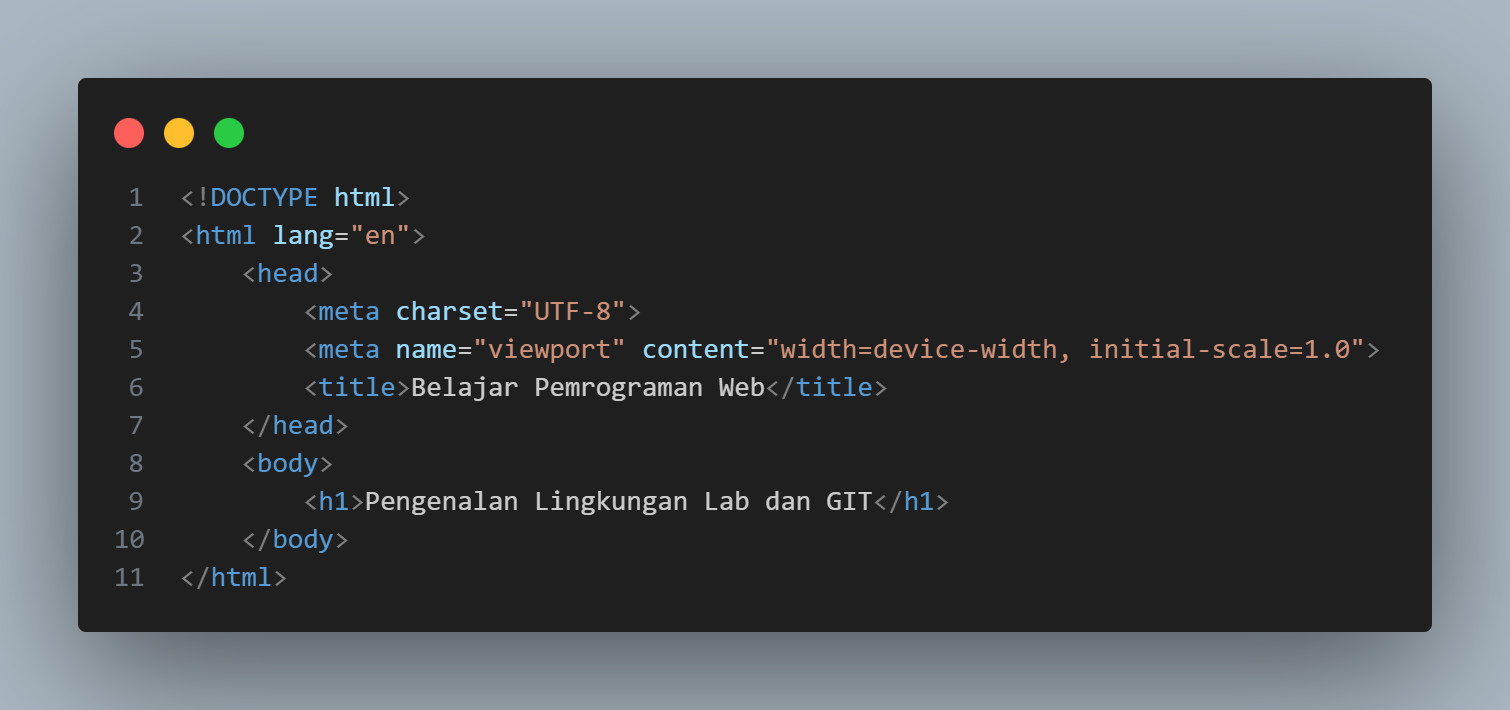 1 <!DOCTYPE html>
2 <html lang="en">
3     <head>
4         <meta charset="UTF-8">
5         <meta name="viewport" content="width=device-width, initial-scale=1.0">
6         <title>Belajar Pemrograman Web</title>
7     </head>
8     <body>
9         <h1>Pengenalan Lingkungan Lab dan GIT</h1>
10     </body>
11 </html>